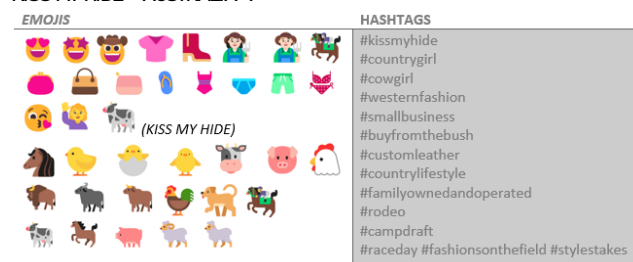 EMOJIS
HASHTAGS
#kissmyhide
#countrygirl
#cowgirl
#westernfashion
#smallbusiness
#buyfromthebush
(KISS MY HIDE)
#customleather
#countrylifestyle
#familyownedandoperated
#rodeo
#campdraft
#raceday #fashionsonthefield #stylestakes